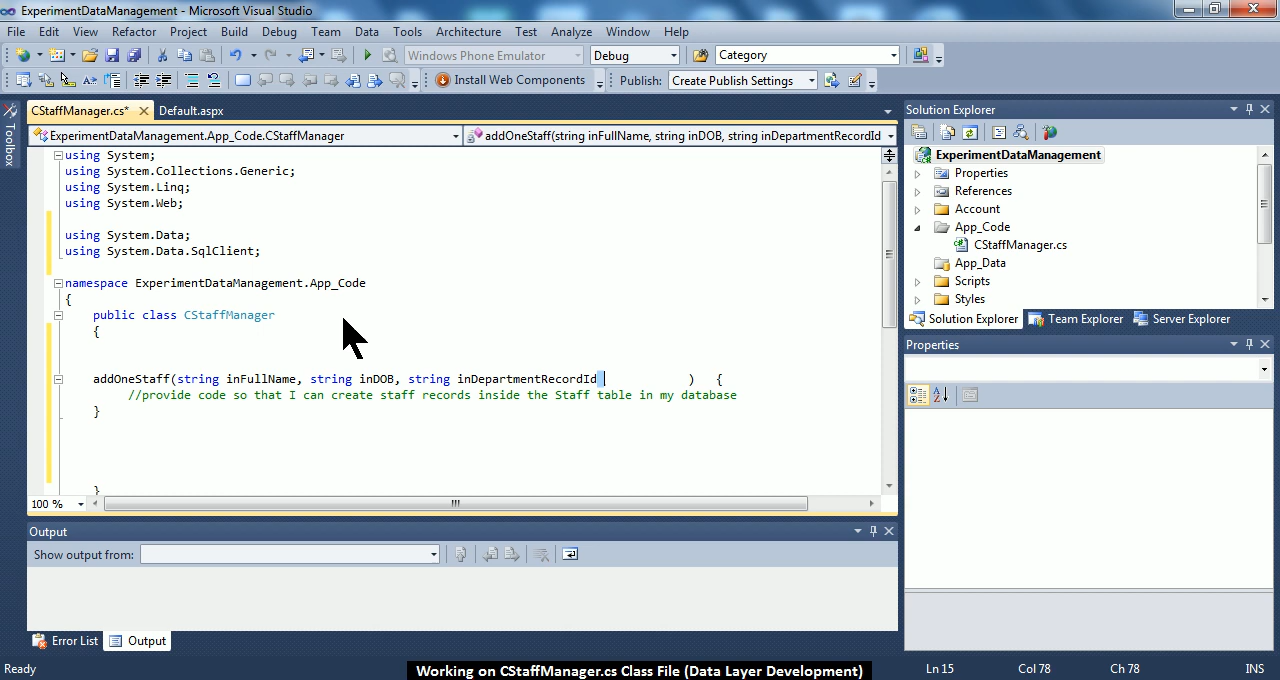 ExperimentDataManagement - Microsoft Visual Studio
File Edit View Refactor Project Build Debug Team Data Tools Architecture Test Analyze Window Help
Windows Phone Emulator Debug Category
Install Web Components Publish: Create Publish Settings
Toolbox
CStaffManager.cs* Default.aspx
ExperimentDataManagement.App_Code.CStaffManager addOneStaff(string inFullName, string inDOB, string inDepartmentRecordId
using System;
using System.Collections.Generic;
using System.Linq;
using System.Web;
using System.Data;
using System.Data.SqlClient;
namespace ExperimentDataManagement.App_Code
{
public class CStaffManager
{
addOneStaff(string inFullName, string inDOB, string inDepartmentRecordId ) {
//provide code so that I can create staff records inside the Staff table in my database
}
}
100 %
Output
Show output from:
Error List Output
Solution Explorer
ExperimentDataManagement
Properties
References
Account
App_Code
CStaffManager.cs
App_Data
Scripts
Styles
Solution Explorer Team Explorer Server Explorer
Properties
Ready Working on CStaffManager.cs Class File (Data Layer Development) Ln 15 Col 78 Ch 78 INS